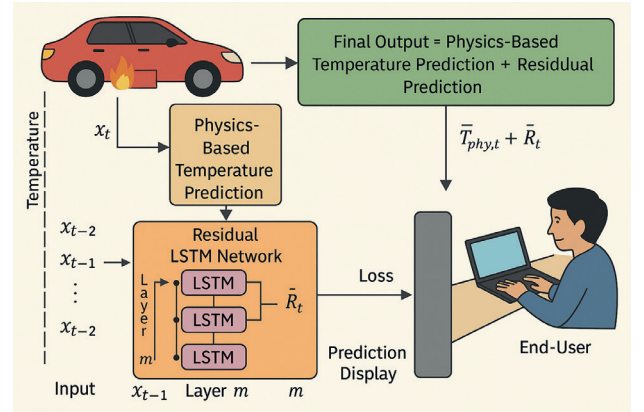 Final Output = Physics-Based
Temperature Prediction + Residdual
Prediction
Temperature
x_t
Physics-
Based
Temperature
Prediction
T̅_phy,t + R̄_t
x_t−2
x_t−1
⋮
x_t−2
Residual
LSTM Network
Layer
LSTM
LSTM
LSTM
m
R̄_t
Loss
Prediction
Display
End-User
Input
x_t−1
Layer m
m